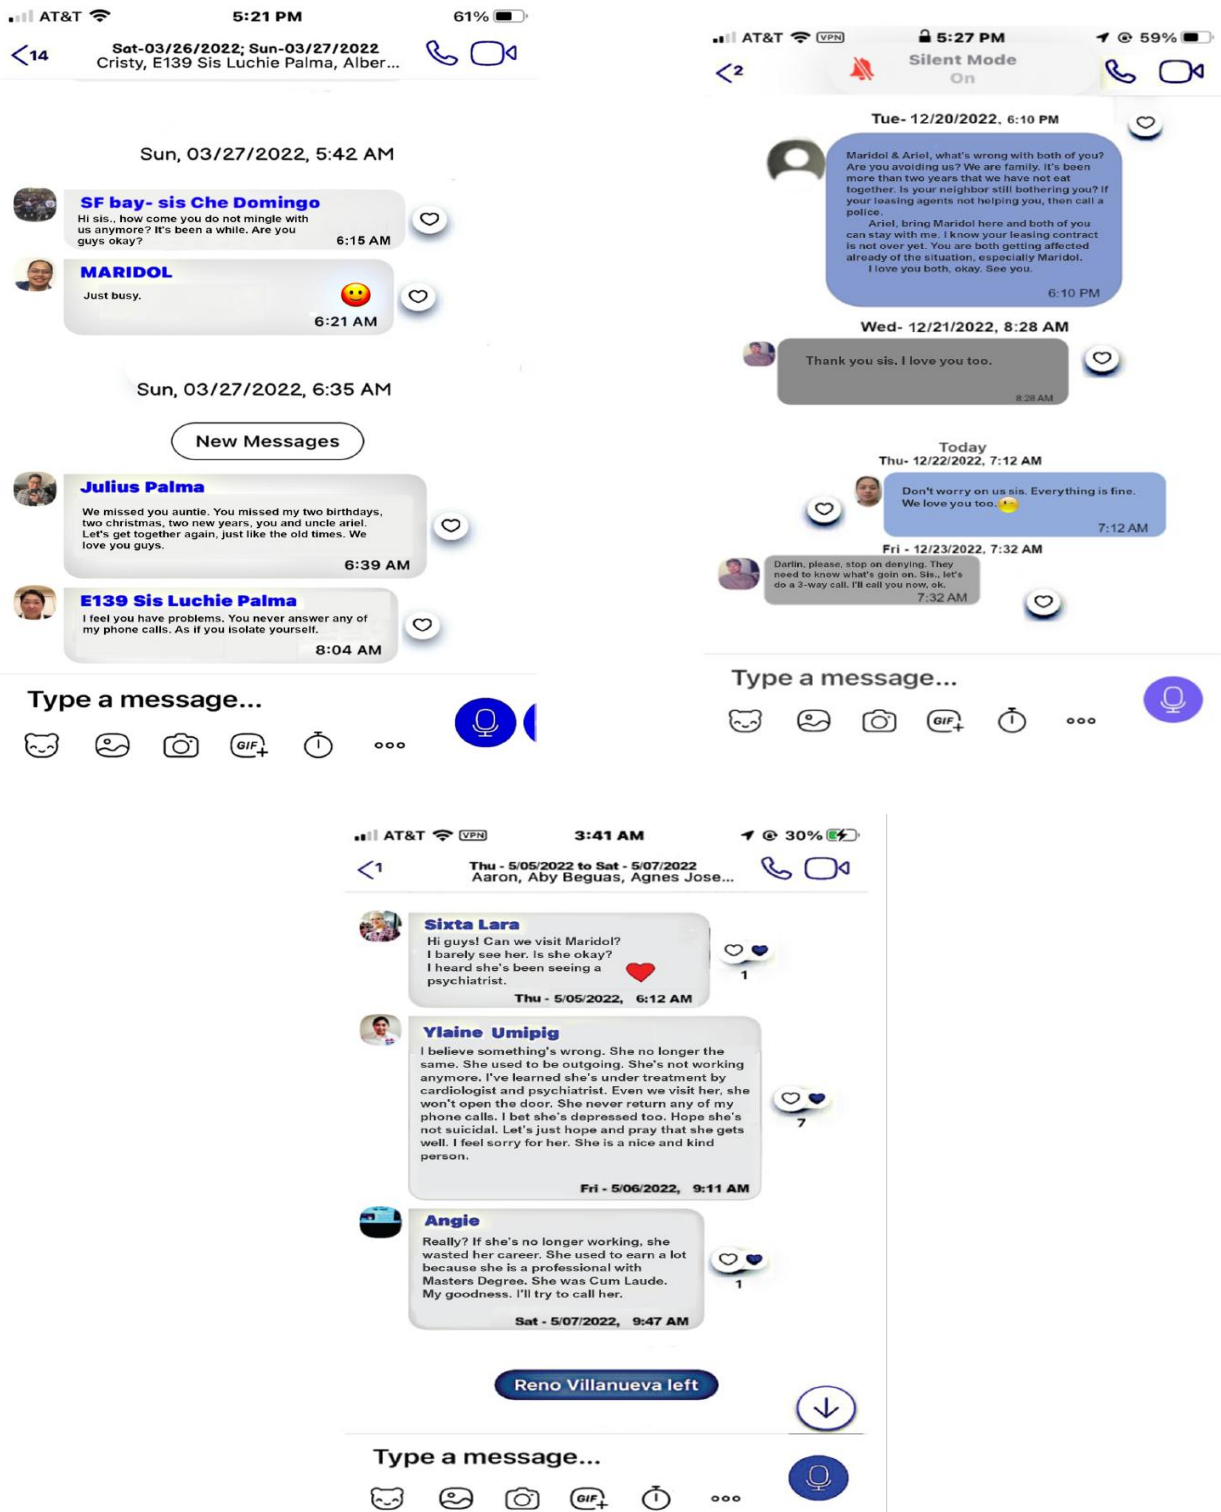 AT&T 5:21 PM 61%
14 Sat-03/26/2022; Sun-03/27/2022
Cristy, E139 Sis Luchie Palma, Alber...
Sun, 03/27/2022, 5:42 AM
SF bay- sis Che Domingo
Hi sis., how come you do not mingle with
us anymore? It's been a while. Are you
guys okay? 6:15 AM
MARIDOL
Just busy.
6:21 AM
Sun, 03/27/2022, 6:35 AM
New Messages
Julius Palma
We missed you auntie. You missed my two birthdays,
two christmas, two new years, you and uncle ariel.
Let's get together again, just like the old times. We
love you guys.
6:39 AM
E139 Sis Luchie Palma
I feel you have problems. You never answer any of
my phone calls. As if you isolate yourself.
8:04 AM
Type a message...
GIF
AT&T VPN 5:27 PM 59%
2 Silent Mode
On
Tue- 12/20/2022, 6:10 PM
Maridol & Ariel, what's wrong with both of you?
Are you avoiding us? We are family. It's been
more than two years that we have not eat
together. Is your neighbor still bothering you? If
your leasing agents not helping you, then call a
police.
Ariel, bring Maridol here and both of you
can stay with me. I know your leasing contract
is not over yet. You are both getting affected
already of the situation, especially Maridol.
I love you both, okay. See you.
6:10 PM
Wed- 12/21/2022, 8:28 AM
Thank you sis. I love you too.
8:28 AM
Today
Thu- 12/22/2022, 7:12 AM
Don't worry on us sis. Everything is fine.
We love you too.
7:12 AM
Fri - 12/23/2022, 7:32 AM
Darlin, please, stop on denying. They
need to know what's goin on. Sis., let's
do a 3-way call. I'll call you now, ok.
7:32 AM
Type a message...
GIF
AT&T VPN 3:41 AM 30%
1 Thu - 5/05/2022 to Sat - 5/07/2022
Aaron, Aby Beguas, Agnes Jose...
Sixta Lara
Hi guys! Can we visit Maridol?
I barely see her. Is she okay?
I heard she's been seeing a
psychiatrist.
1
Thu - 5/05/2022, 6:12 AM
Ylaine Umipig
I believe something's wrong. She no longer the
same. She used to be outgoing. She's not working
anymore. I've learned she's under treatment by
cardiologist and psychiatrist. Even we visit her, she
won't open the door. She never return any of my
phone calls. I bet she's depressed too. Hope she's
not suicidal. Let's just hope and pray that she gets
well. I feel sorry for her. She is a nice and kind
person.
7
Fri - 5/06/2022, 9:11 AM
Angie
Really? If she's no longer working, she
wasted her career. She used to earn a lot
because she is a professional with
Masters Degree. She was Cum Laude.
My goodness. I'll try to call her.
1
Sat - 5/07/2022, 9:47 AM
Reno Villanueva left
Type a message...
GIF